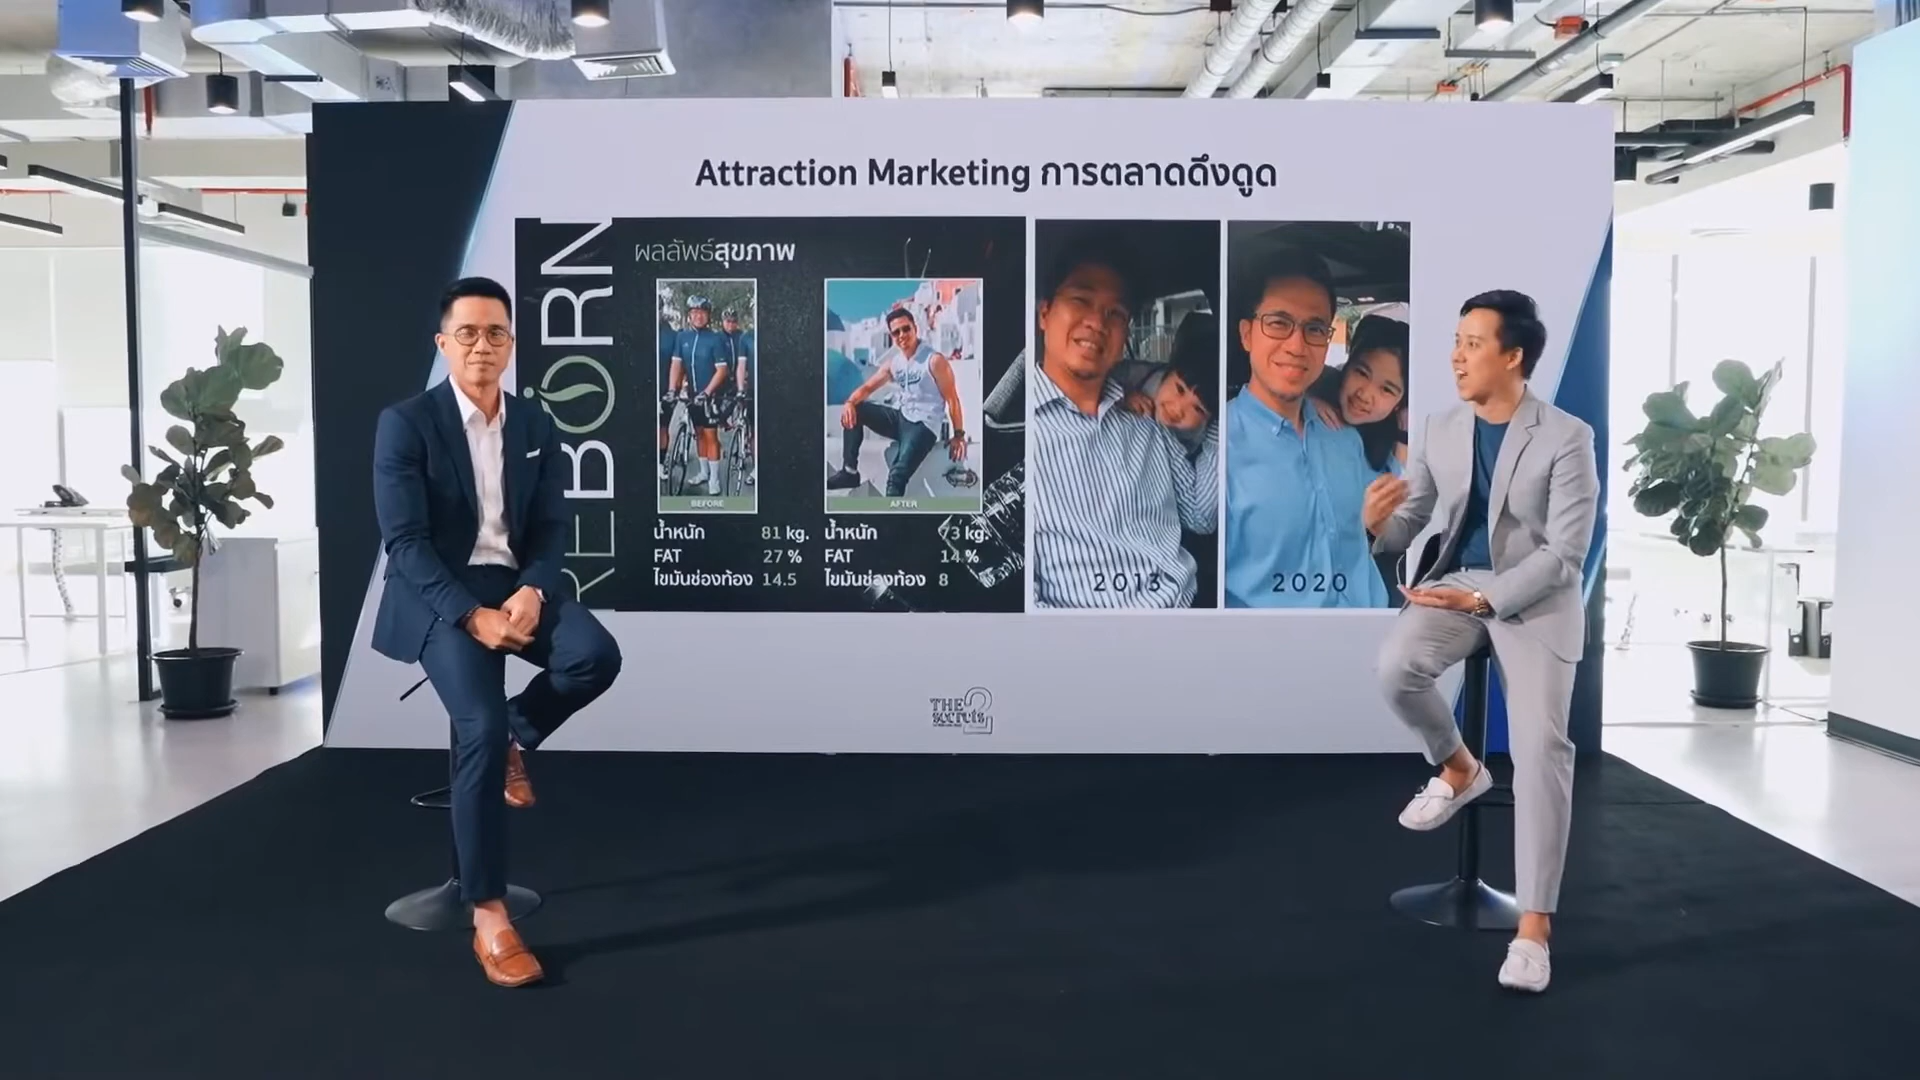 Attraction Marketing การตลาดดึงดูด
REBORN
ผลลัพธ์สุขภาพ
BEFORE
AFTER
น้ำหนัก 81 kg.
FAT 27 %
ไขมันช่องท้อง 14.5
น้ำหนัก 73 kg.
FAT 14 %
ไขมันช่องท้อง 8
2013
2020
THE
secrets 2